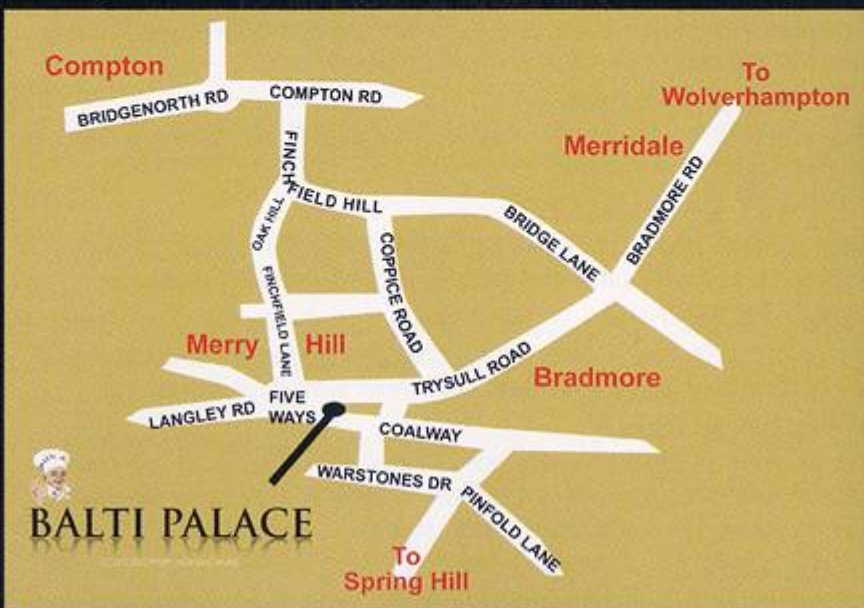 Compton
To
Wolverhampton
BRIDGENORTH RD
COMPTON RD
Merridale
FINCHFIELD HILL
BRADMORE RD
OAK HILL
BRIDGE LANE
COPPICE ROAD
FINCHFIELD LANE
Merry Hill
TRYSULL ROAD
Bradmore
FIVE
WAYS
LANGLEY RD
COALWAY
WARSTONES DR
PINFOLD LANE
BALTI PALACE
To
Spring Hill